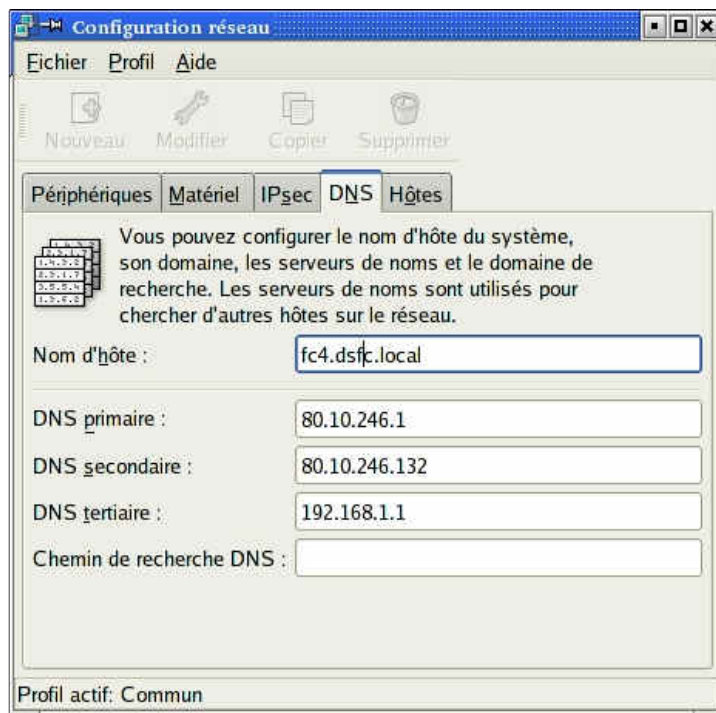 Configuration réseau
Fichier Profil Aide
Nouveau Modifier Copier Supprimer
Périphériques Matériel IPsec DNS Hôtes
Vous pouvez configurer le nom d'hôte du système,
son domaine, les serveurs de noms et le domaine de
recherche. Les serveurs de noms sont utilisés pour
chercher d'autres hôtes sur le réseau.
Nom d'hôte : fc4.dsfc.local
DNS primaire : 80.10.246.1
DNS secondaire : 80.10.246.132
DNS tertiaire : 192.168.1.1
Chemin de recherche DNS :
Profil actif: Commun